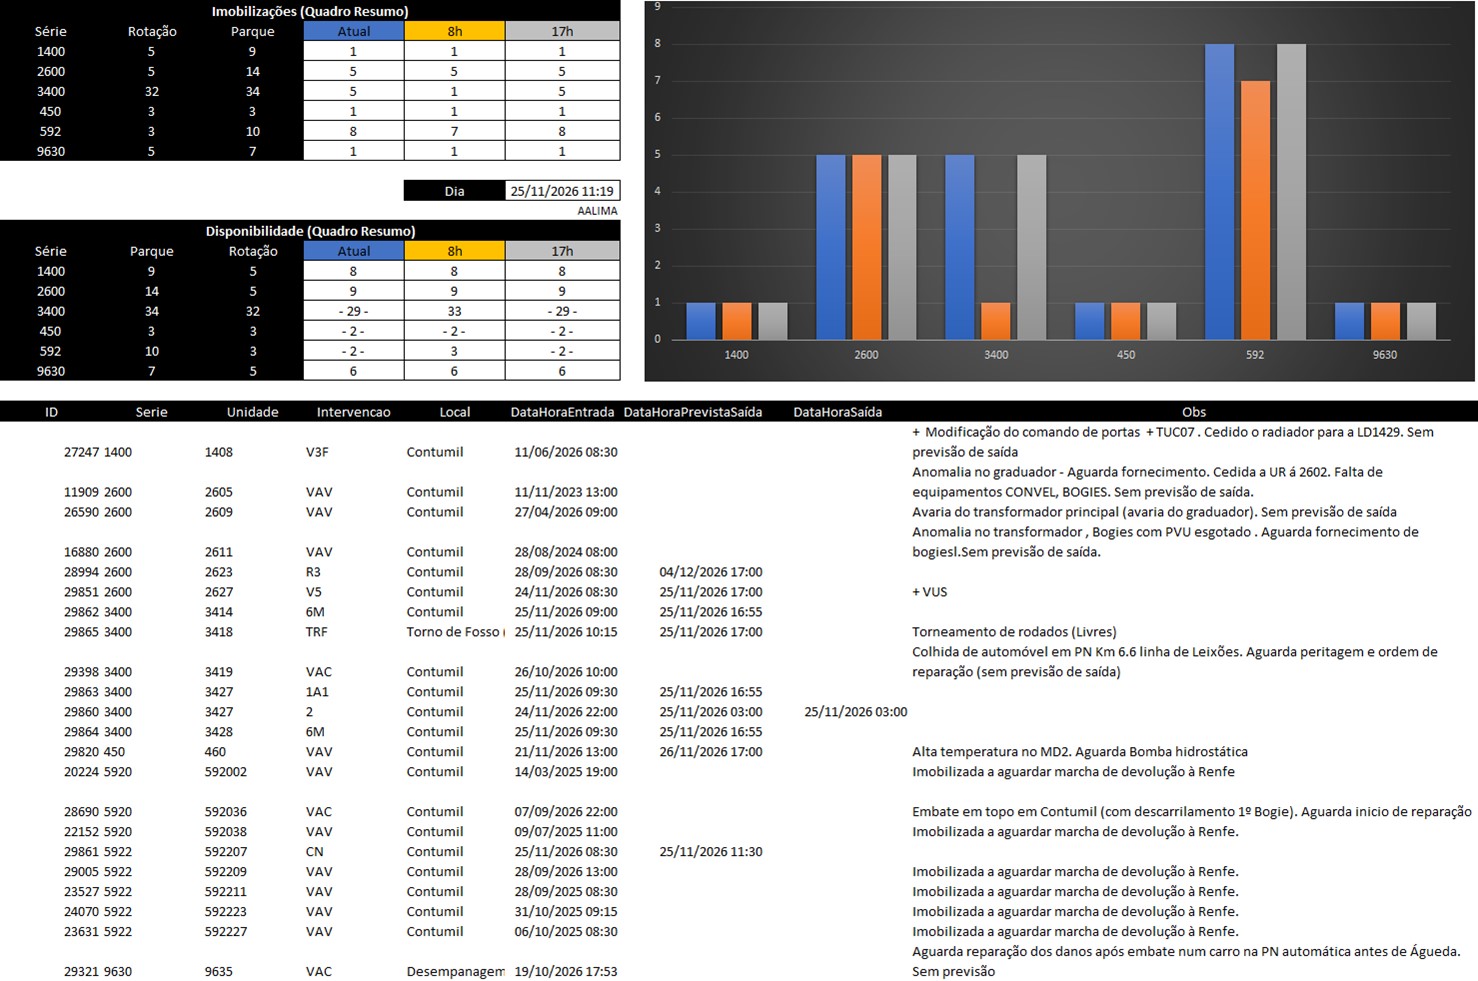 Imobilizações (Quadro Resumo)
Série Rotação Parque Atual 8h 17h
1400 5 9 1 1 1
2600 5 14 5 5 5
3400 32 34 5 1 5
450 3 3 1 1 1
592 3 10 8 7 8
9630 5 7 1 1 1
Dia 25/11/2026 11:19
AALIMA
Disponibilidade (Quadro Resumo)
Série Parque Rotação Atual 8h 17h
1400 9 5 8 8 8
2600 14 5 9 9 9
3400 34 32 - 29 - 33 - 29 -
450 3 3 - 2 - - 2 - - 2 -
592 10 3 - 2 - 3 - 2 -
9630 7 5 6 6 6
9
8
7
6
5
4
3
2
1
0
1400 2600 3400 450 592 9630
ID Serie Unidade Intervencao Local DataHoraEntrada DataHoraPrevistaSaída DataHoraSaída Obs
+ Modificação do comando de portas + TUC07 . Cedido o radiador para a LD1429. Sem
27247 1400 1408 V3F Contumil 11/06/2026 08:30 previsão de saída
Anomalia no graduador - Aguarda fornecimento. Cedida a UR á 2602. Falta de
11909 2600 2605 VAV Contumil 11/11/2023 13:00 equipamentos CONVEL, BOGIES. Sem previsão de saída.
26590 2600 2609 VAV Contumil 27/04/2026 09:00 Avaria do transformador principal (avaria do graduador). Sem previsão de saída
Anomalia no transformador , Bogies com PVU esgotado . Aguarda fornecimento de
16880 2600 2611 VAV Contumil 28/08/2024 08:00 bogiesl.Sem previsão de saída.
28994 2600 2623 R3 Contumil 28/09/2026 08:30 04/12/2026 17:00
29851 2600 2627 V5 Contumil 24/11/2026 08:30 25/11/2026 17:00 + VUS
29862 3400 3414 6M Contumil 25/11/2026 09:00 25/11/2026 16:55
29865 3400 3418 TRF Torno de Fosso ( 25/11/2026 10:15 25/11/2026 17:00 Torneamento de rodados (Livres)
Colhida de automóvel em PN Km 6.6 linha de Leixões. Aguarda peritagem e ordem de
29398 3400 3419 VAC Contumil 26/10/2026 10:00 reparação (sem previsão de saída)
29863 3400 3427 1A1 Contumil 25/11/2026 09:30 25/11/2026 16:55
29860 3400 3427 2 Contumil 24/11/2026 22:00 25/11/2026 03:00 25/11/2026 03:00
29864 3400 3428 6M Contumil 25/11/2026 09:30 25/11/2026 16:55
29820 450 460 VAV Contumil 21/11/2026 13:00 26/11/2026 17:00 Alta temperatura no MD2. Aguarda Bomba hidrostática
20224 5920 592002 VAV Contumil 14/03/2025 19:00 Imobilizada a aguardar marcha de devolução à Renfe
28690 5920 592036 VAC Contumil 07/09/2026 22:00 Embate em topo em Contumil (com descarrilamento 1º Bogie). Aguarda inicio de reparação
22152 5920 592038 VAV Contumil 09/07/2025 11:00 Imobilizada a aguardar marcha de devolução à Renfe.
29861 5922 592207 CN Contumil 25/11/2026 08:30 25/11/2026 11:30
29005 5922 592209 VAV Contumil 28/09/2026 13:00 Imobilizada a aguardar marcha de devolução à Renfe.
23527 5922 592211 VAV Contumil 28/09/2025 08:30 Imobilizada a aguardar marcha de devolução à Renfe.
24070 5922 592223 VAV Contumil 31/10/2025 09:15 Imobilizada a aguardar marcha de devolução à Renfe.
23631 5922 592227 VAV Contumil 06/10/2025 08:30 Imobilizada a aguardar marcha de devolução à Renfe.
Aguarda reparação dos danos após embate num carro na PN automática antes de Águeda.
29321 9630 9635 VAC Desempanagem 19/10/2026 17:53 Sem previsão